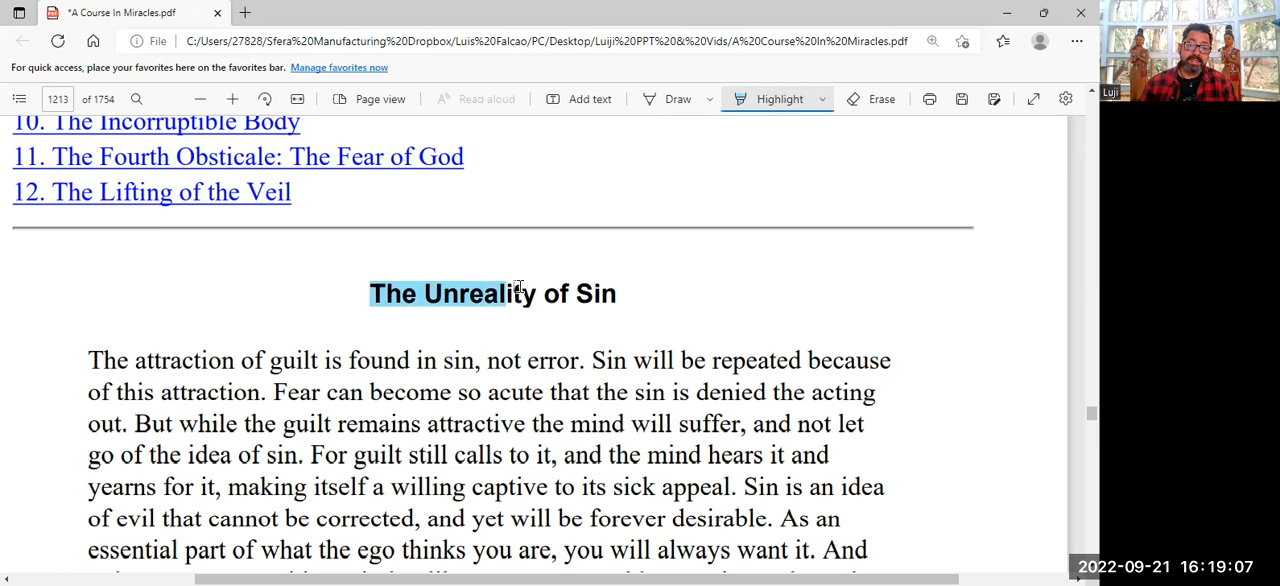 *A Course In Miracles.pdf
File C:/Users/27828/Sfera%20Manufacturing%20Dropbox/Luis%20Falcao/PC/Desktop/Luiji%20PPT%20&%20Vids/A%20Course%20In%20Miracles.pdf
For quick access, place your favorites here on the favorites bar. Manage favorites now
1213 of 1754 Page view Read aloud Add text Draw Highlight Erase
Luji
10. The Incorruptible Body
11. The Fourth Obsticale: The Fear of God
12. The Lifting of the Veil
The Unreality of Sin
The attraction of guilt is found in sin, not error. Sin will be repeated because
of this attraction. Fear can become so acute that the sin is denied the acting
out. But while the guilt remains attractive the mind will suffer, and not let
go of the idea of sin. For guilt still calls to it, and the mind hears it and
yearns for it, making itself a willing captive to its sick appeal. Sin is an idea
of evil that cannot be corrected, and yet will be forever desirable. As an
essential part of what the ego thinks you are, you will always want it. And
2022-09-21 16:19:07